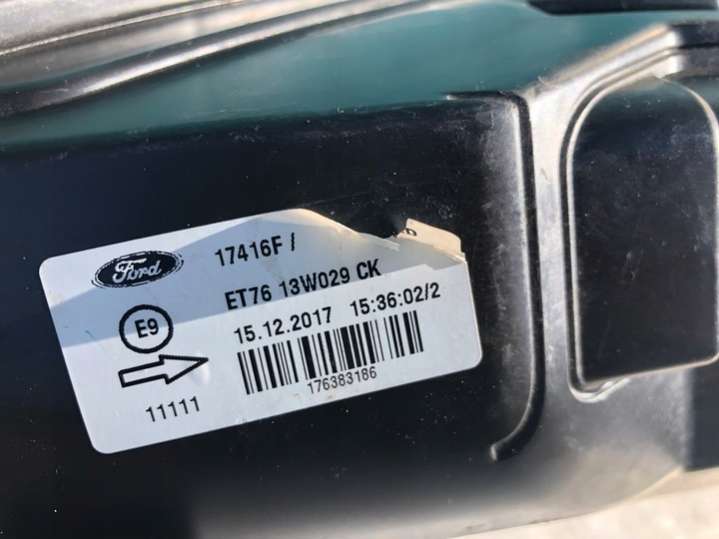 Ford
17416F /
ET76 13W029 CK
E9
15.12.2017 15:36:02/2
176383186
11111